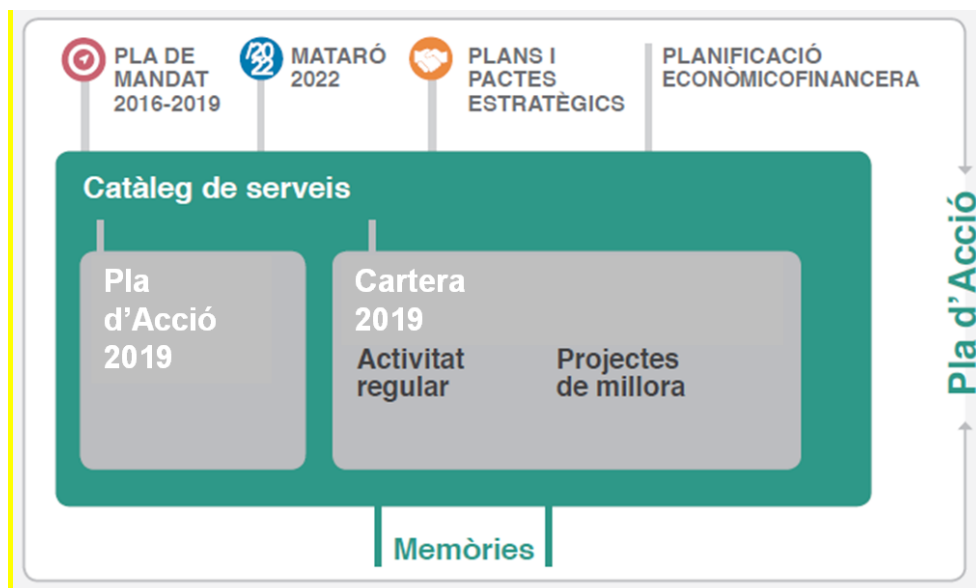 PLA DE
MANDAT
2016-2019
2022
MATARÓ
2022
PLANS I
PACTES
ESTRATÈGICS
PLANIFICACIÓ
ECONÒMICOFINANCERA
Catàleg de serveis
Pla
d'Acció
2019
Cartera
2019
Activitat
regular
Projectes
de millora
Memòries
Pla d'Acció